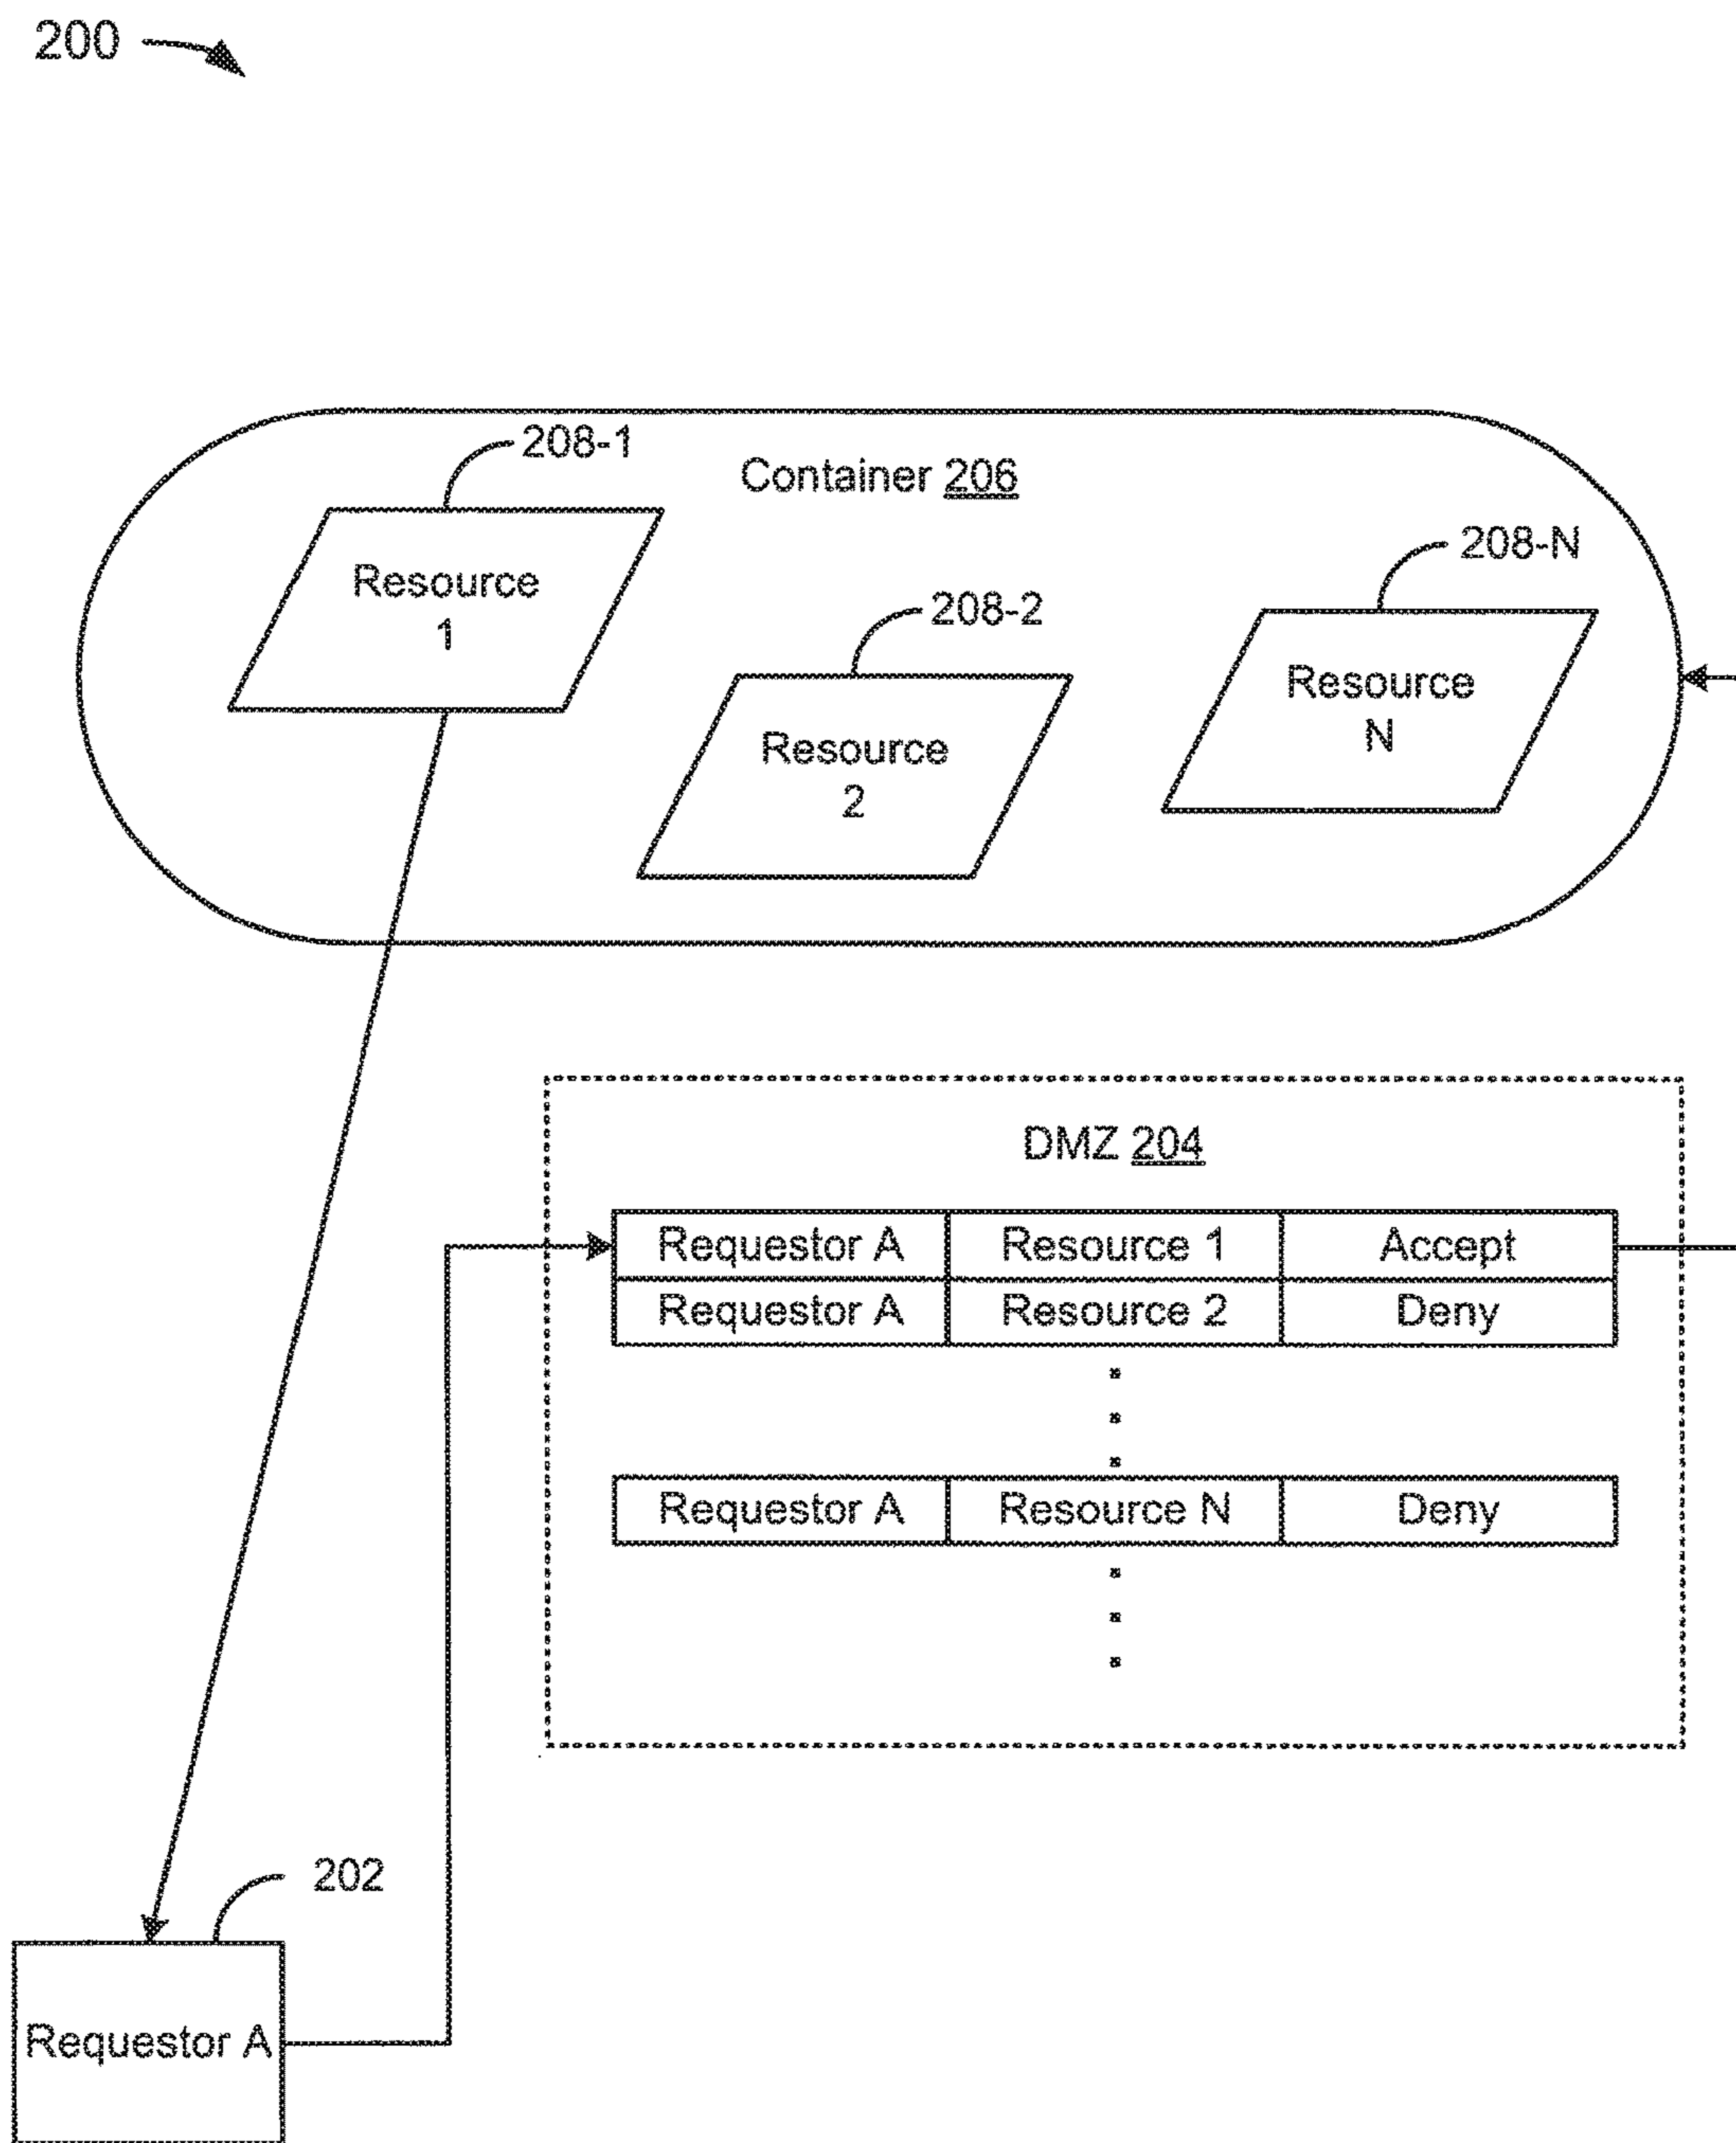 200
208-1
Container 206
208-N
Resource
1
208-2
Resource
N
Resource
2
DMZ 204
Requestor A Resource 1 Accept
Requestor A Resource 2 Deny
Requestor A Resource N Deny
202
Requestor A